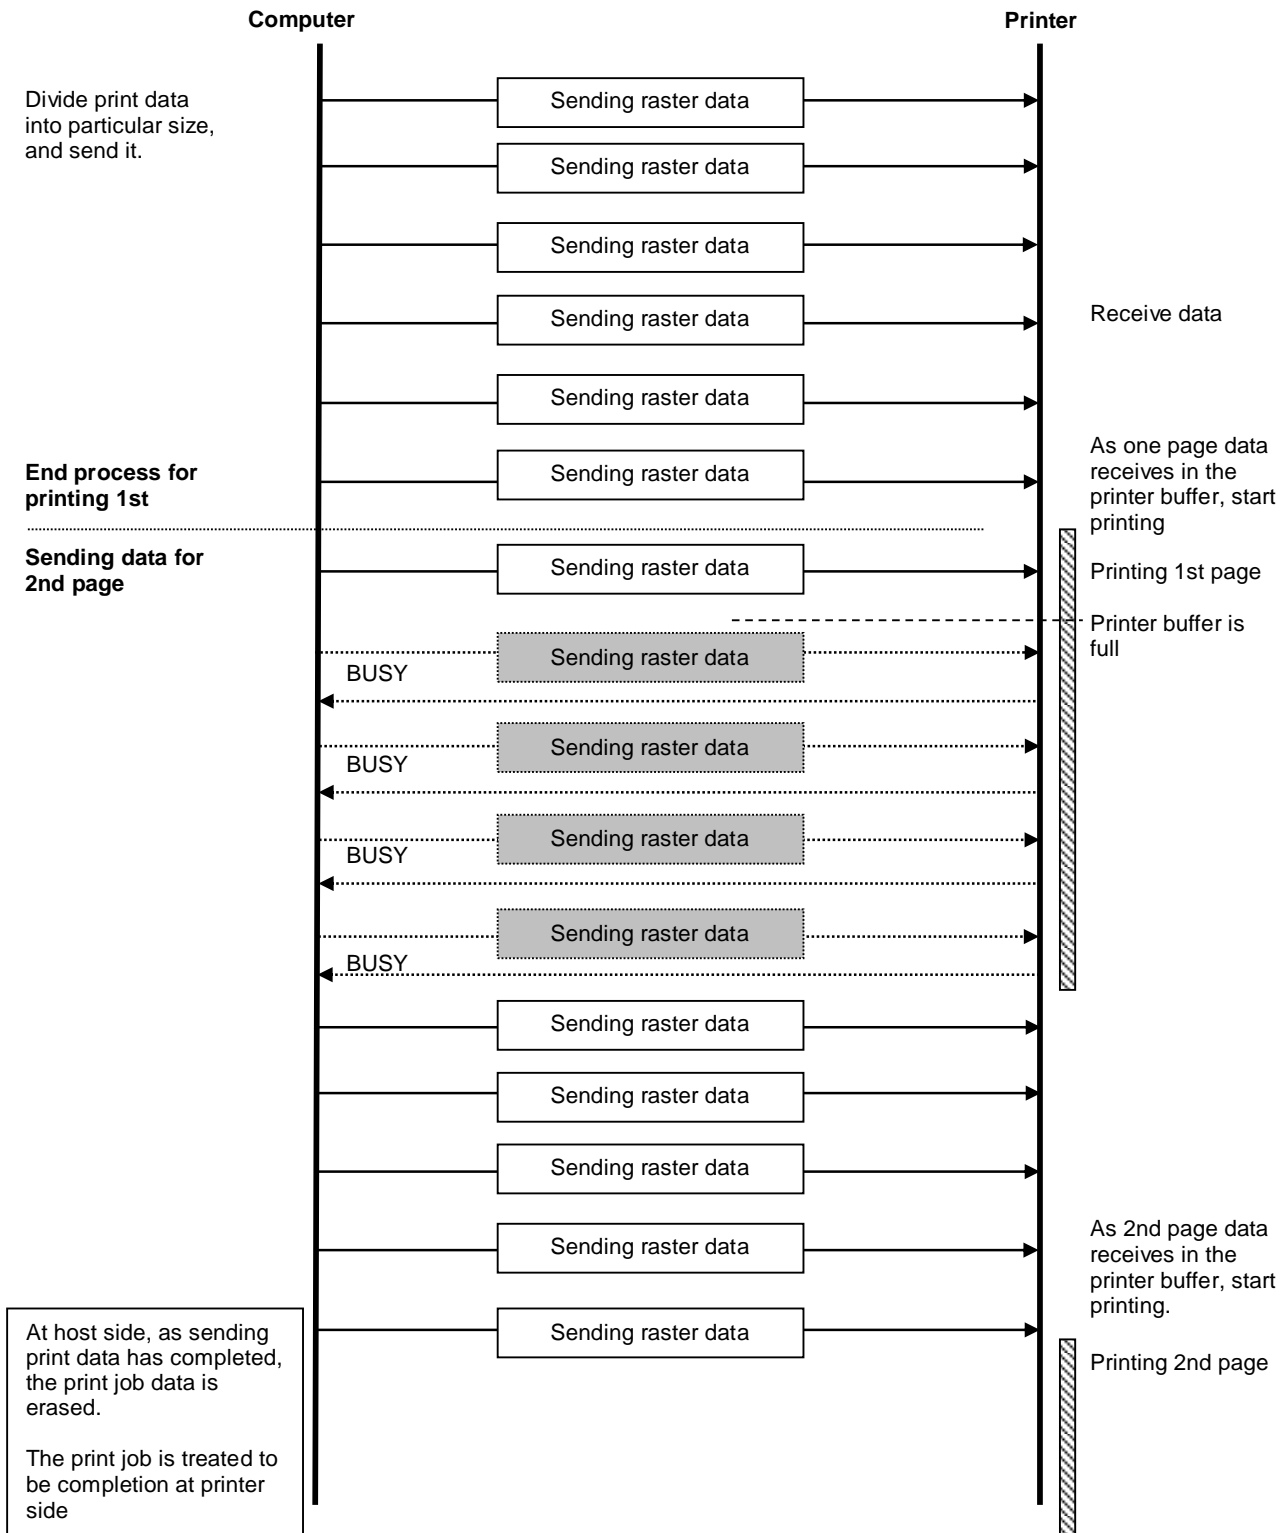 Computer
Printer
Divide print data
into particular size,
and send it.
Sending raster data
Sending raster data
Sending raster data
Sending raster data
Receive data
Sending raster data
End process for
printing 1st
Sending raster data
As one page data
receives in the
printer buffer, start
printing
Sending data for
2nd page
Sending raster data
Printing 1st page
Printer buffer is
full
Sending raster data
BUSY
Sending raster data
BUSY
Sending raster data
BUSY
Sending raster data
BUSY
Sending raster data
Sending raster data
Sending raster data
Sending raster data
As 2nd page data
receives in the
printer buffer, start
printing.
Sending raster data
Printing 2nd page
At host side, as sending
print data has completed,
the print job data is
erased.
The print job is treated to
be completion at printer
side